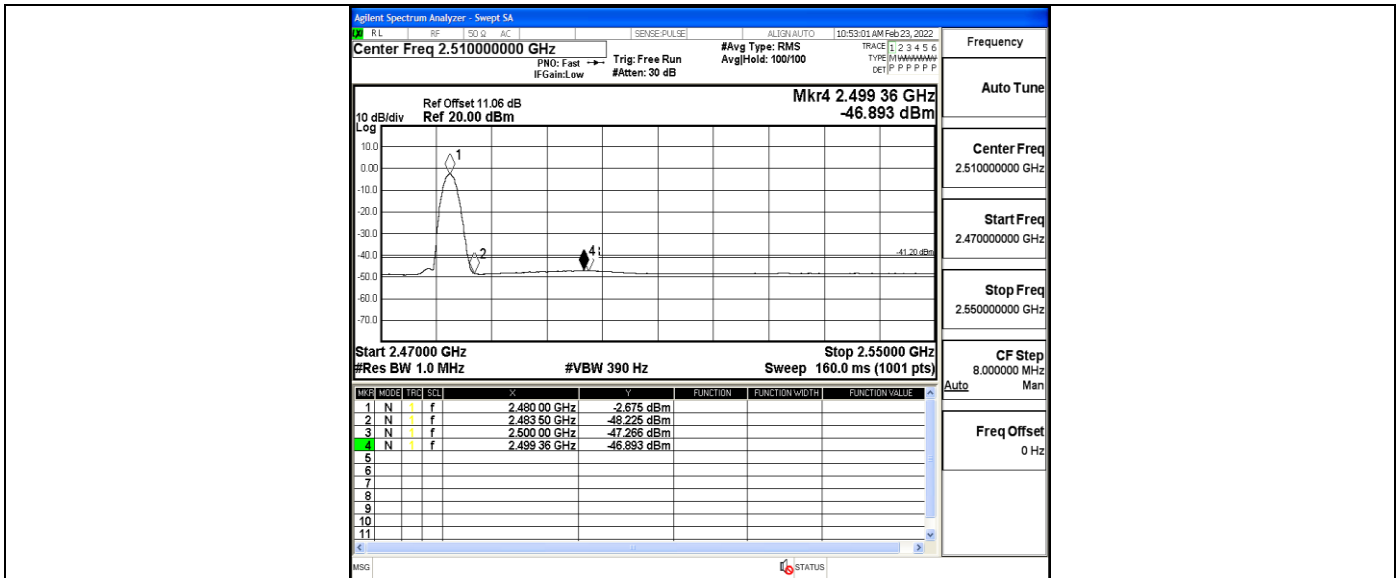 Agilent Spectrum Analyzer - Swept SA
RL RF 50 Ω AC SENSE:PULSE ALIGN AUTO 10:53:01 AM Feb 23, 2022
Center Freq 2.510000000 GHz
PNO: Fast
IFGain:Low
Trig: Free Run
#Atten: 30 dB
#Avg Type: RMS
Avg|Hold: 100/100
TRACE 1 2 3 4 5 6
TYPE MWWWWW
DET P P P P P P
Frequency
Auto Tune
Mkr4 2.499 36 GHz
-46.893 dBm
Ref Offset 11.06 dB
10 dB/div Ref 20.00 dBm
Log
10.0
0.00
-10.0
-20.0
-30.0
-40.0
-50.0
-60.0
-70.0
1
2
4
-41.20 dBm
Center Freq
2.510000000 GHz
Start Freq
2.470000000 GHz
Stop Freq
2.550000000 GHz
Start 2.47000 GHz Stop 2.55000 GHz
#Res BW 1.0 MHz #VBW 390 Hz Sweep 160.0 ms (1001 pts)
CF Step
8.000000 MHz
Auto Man
Freq Offset
0 Hz
MKR MODE TRC SCL X Y FUNCTION FUNCTION WIDTH FUNCTION VALUE
1 N 1 f 2.480 00 GHz -2.675 dBm
2 N 1 f 2.483 50 GHz -48.225 dBm
3 N 1 f 2.500 00 GHz -47.266 dBm
4 N 1 f 2.499 36 GHz -46.893 dBm
5
6
7
8
9
10
11
MSG STATUS